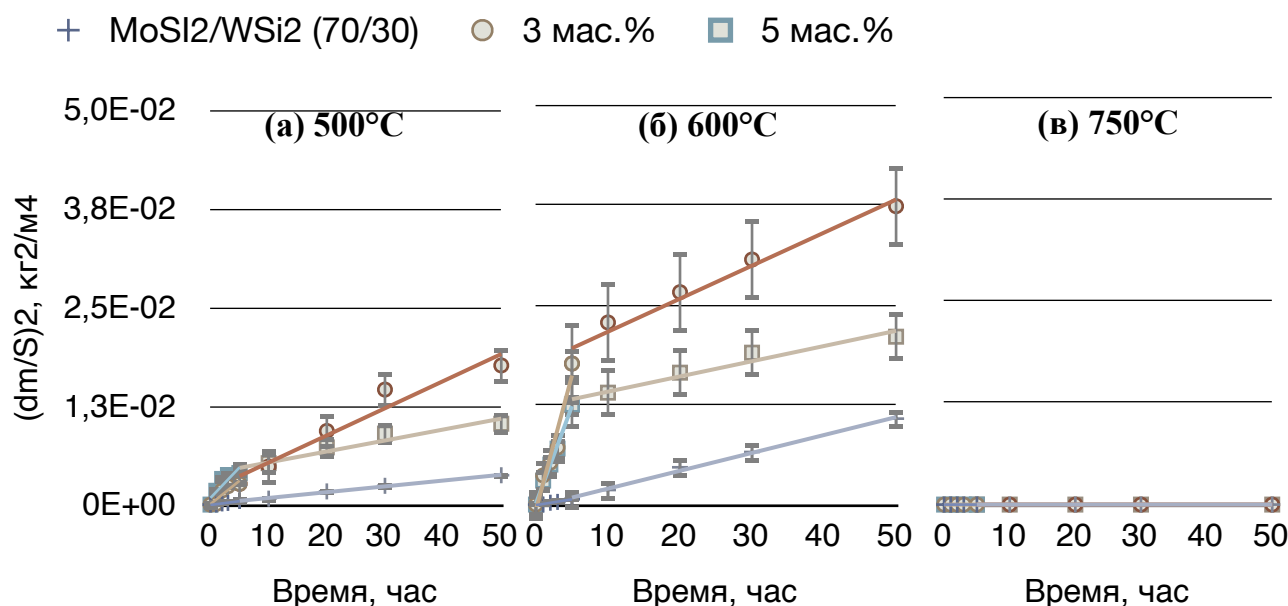 MoSI2/WSi2 (70/30) 3 мас.% 5 мас.%
(а) 500°C (б) 600°C (в) 750°C
(dm/S)2, кг2/м4
5,0E-02
3,8E-02
2,5E-02
1,3E-02
0E+00
0 10 20 30 40 50 0 10 20 30 40 50 0 10 20 30 40 50
Время, час Время, час Время, час